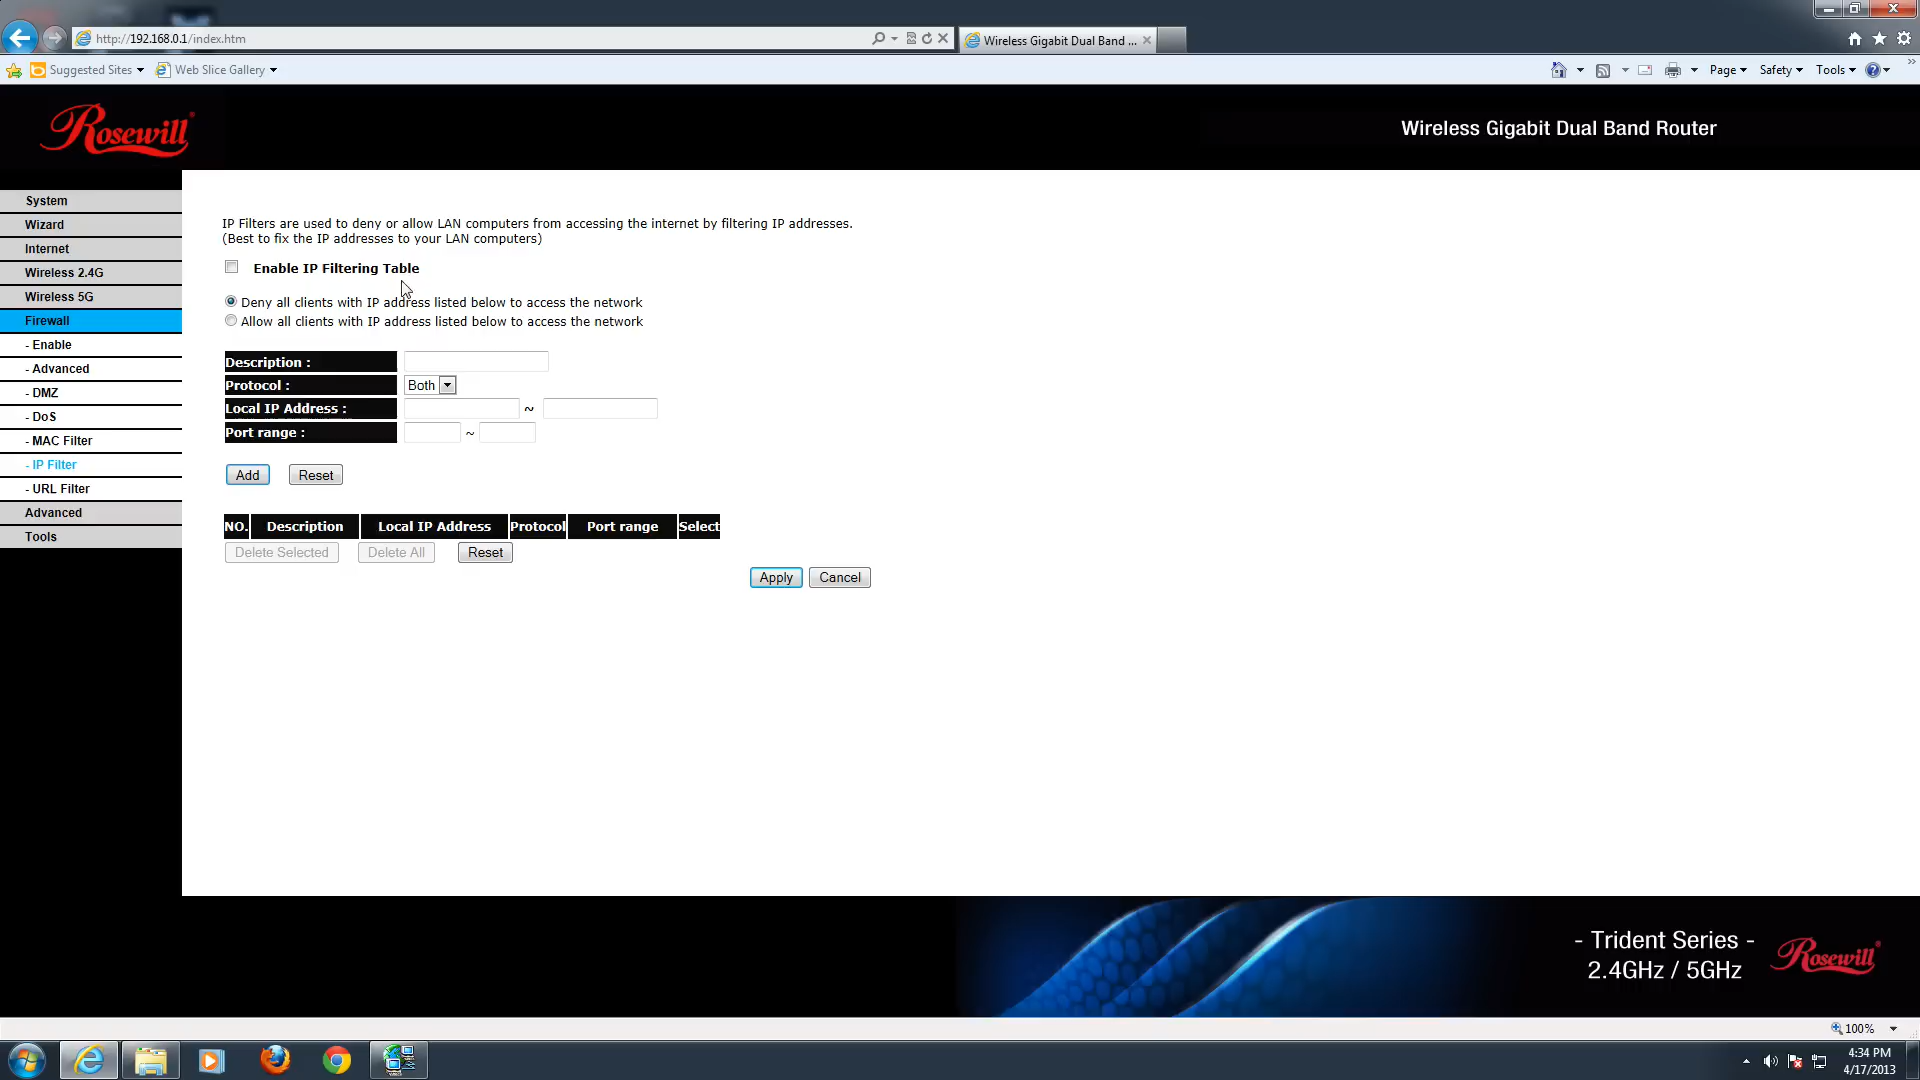 http://192.168.0.1/index.htm
Wireless Gigabit Dual Band ...
Suggested Sites
Web Slice Gallery
Page
Safety
Tools
Rosewill
Wireless Gigabit Dual Band Router
System
Wizard
Internet
Wireless 2.4G
Wireless 5G
Firewall
- Enable
- Advanced
- DMZ
- DoS
- MAC Filter
- IP Filter
- URL Filter
Advanced
Tools
IP Filters are used to deny or allow LAN computers from accessing the internet by filtering IP addresses.
(Best to fix the IP addresses to your LAN computers)
Enable IP Filtering Table
Deny all clients with IP address listed below to access the network
Allow all clients with IP address listed below to access the network
Description :
Protocol : Both
Local IP Address : ~
Port range : ~
Add Reset
NO. Description Local IP Address Protocol Port range Select
Delete Selected Delete All Reset
Apply Cancel
- Trident Series -
2.4GHz / 5GHz
Rosewill
100%
4:34 PM
4/17/2013